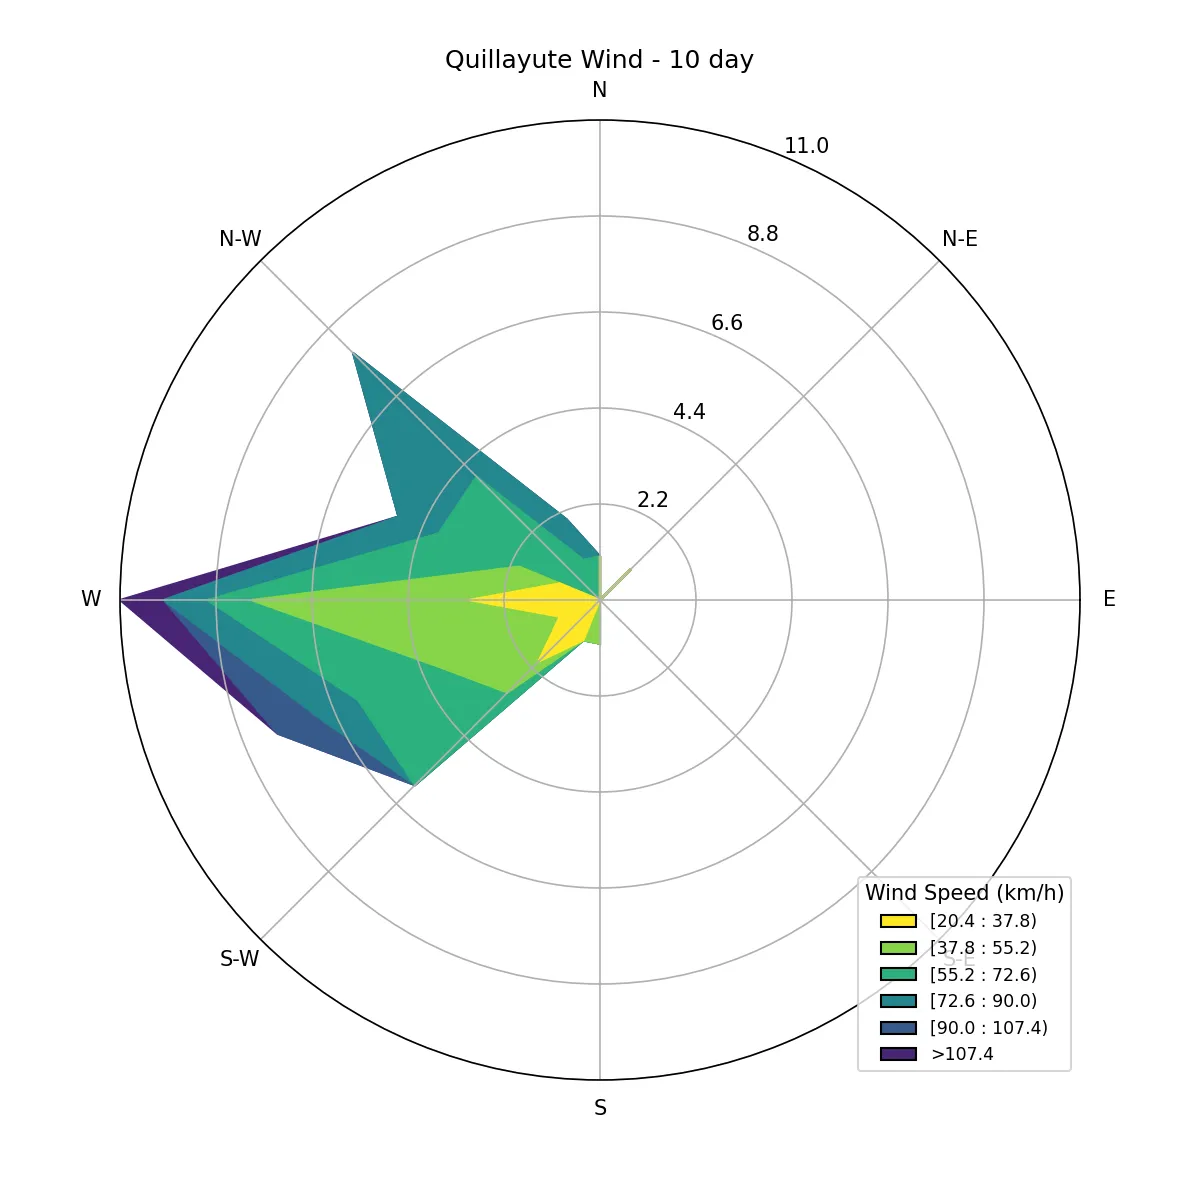 Quillayute Wind - 10 day
N
11.0
N-W
8.8
N-E
6.6
4.4
2.2
W
E
S-W
S-E
S
Wind Speed (km/h)
[20.4 : 37.8)
[37.8 : 55.2)
[55.2 : 72.6)
[72.6 : 90.0)
[90.0 : 107.4)
>107.4